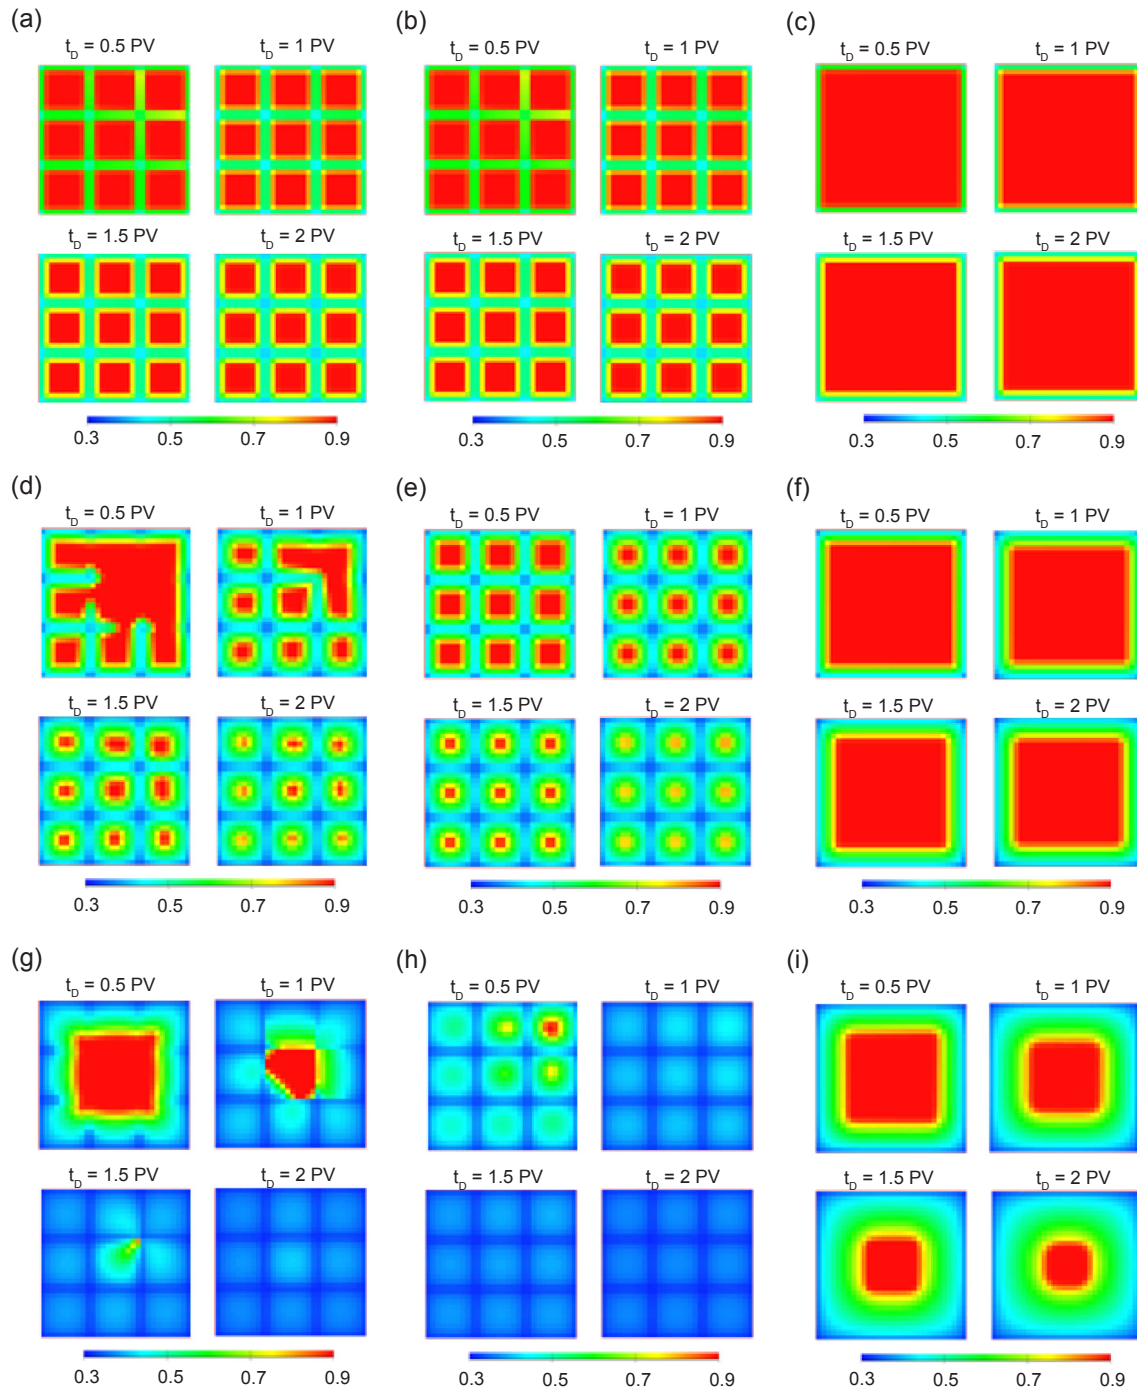 (a) (b) (c)
t_D = 0.5 PV t_D = 1 PV t_D = 0.5 PV t_D = 1 PV t_D = 0.5 PV t_D = 1 PV
t_D = 1.5 PV t_D = 2 PV t_D = 1.5 PV t_D = 2 PV t_D = 1.5 PV t_D = 2 PV
0.3 0.5 0.7 0.9 0.3 0.5 0.7 0.9 0.3 0.5 0.7 0.9
(d) (e) (f)
t_D = 0.5 PV t_D = 1 PV t_D = 0.5 PV t_D = 1 PV t_D = 0.5 PV t_D = 1 PV
t_D = 1.5 PV t_D = 2 PV t_D = 1.5 PV t_D = 2 PV t_D = 1.5 PV t_D = 2 PV
0.3 0.5 0.7 0.9 0.3 0.5 0.7 0.9 0.3 0.5 0.7 0.9
(g) (h) (i)
t_D = 0.5 PV t_D = 1 PV t_D = 0.5 PV t_D = 1 PV t_D = 0.5 PV t_D = 1 PV
t_D = 1.5 PV t_D = 2 PV t_D = 1.5 PV t_D = 2 PV t_D = 1.5 PV t_D = 2 PV
0.3 0.5 0.7 0.9 0.3 0.5 0.7 0.9 0.3 0.5 0.7 0.9